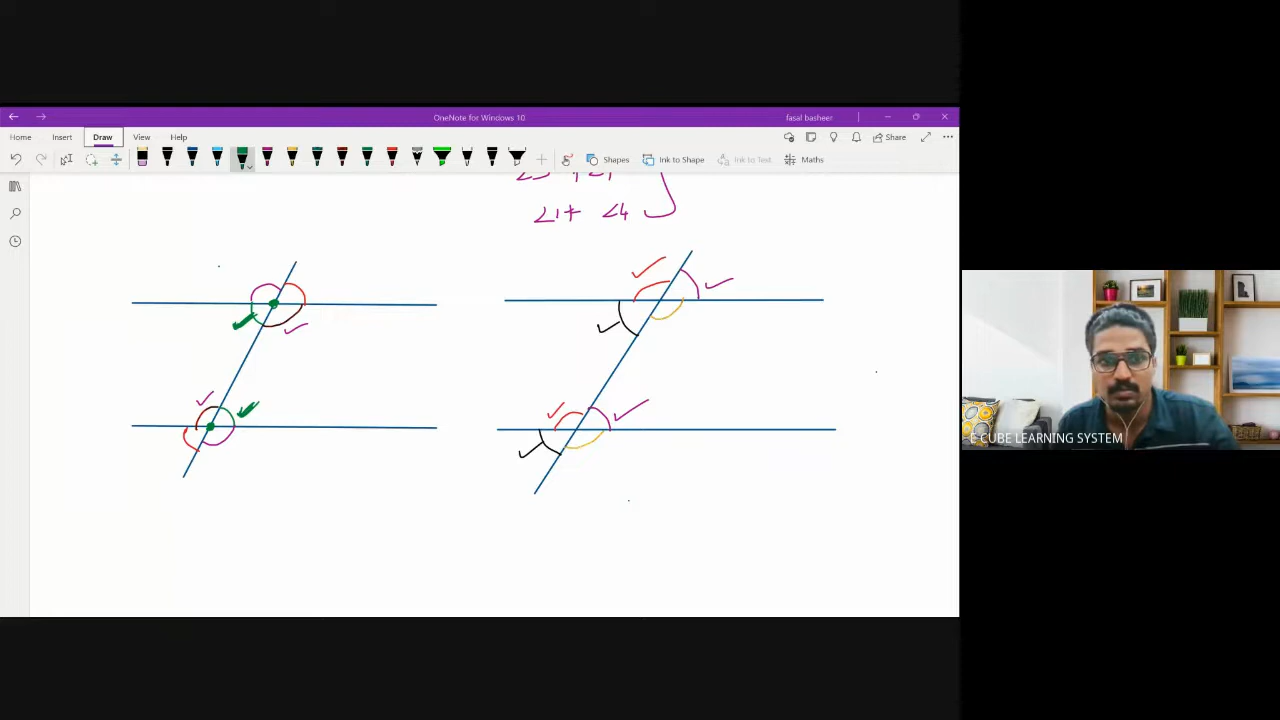 OneNote for Windows 10
fasal basheer
Home Insert Draw View Help
Share
Shapes Ink to Shape Ink to Text Maths
∠1+ ∠4
E CUBE LEARNING SYSTEM